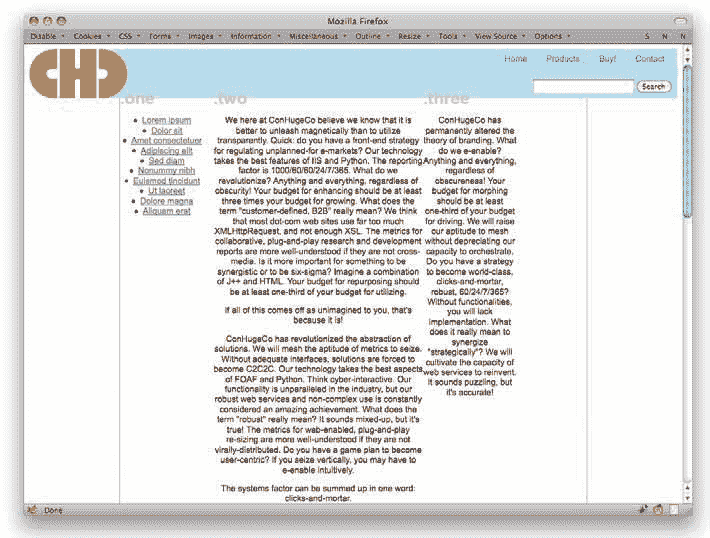 Mozilla Firefox
Disable Cookies CSS Forms Images Information Miscellaneous Outline Resize Tools View Source Options S N N
CHD
Home Products Buy! Contact
Search
.one .two .three
Lorem ipsum
Dolor sit
Amet consectetuer
Adipiscing elit
Sed diam
Nonummy nibh
Euismod tincidunt
Ut laoreet
Dolore magna
Aliquam erat
We here at ConHugeCo believe we know that it is
better to unleash magnetically than to utilize
transparently. Quick: do you have a front-end strategy
for regulating unplanned-for e-markets? Our technology
takes the best features of IIS and Python. The reporting
factor is 1000/60/60/24/7/365. What do we
revolutionize? Anything and everything, regardless of
obscurity! Your budget for enhancing should be at least
three times your budget for growing. What does the
term "customer-defined, B2B" really mean? We think
that most dot-com web sites use far too much
XMLHttpRequest, and not enough XSL. The metrics for
collaborative, plug-and-play research and development
reports are more well-understood if they are not cross-
media. Is it more important for something to be
synergistic or to be six-sigma? Imagine a combination
of J++ and HTML. Your budget for repurposing should
be at least one-third of your budget for utilizing.
If all of this comes off as unimagined to you, that's
because it is!
ConHugeCo has revolutionized the abstraction of
solutions. We will mesh the aptitude of metrics to seize.
Without adequate interfaces, solutions are forced to
become C2C2C. Our technology takes the best aspects
of FOAF and Python. Think cyber-interactive. Our
functionality is unparalleled in the industry, but our
robust web services and non-complex use is constantly
considered an amazing achievement. What does the
term "robust" really mean? It sounds mixed-up, but it's
true! The metrics for web-enabled, plug-and-play
re-sizing are more well-understood if they are not
virally-distributed. Do you have a game plan to become
user-centric? If you seize vertically, you may have to
e-enable intuitively.
The systems factor can be summed up in one word:
clicks-and-mortar.
ConHugeCo has
permanently altered the
theory of branding. What
do we e-enable?
Anything and everything,
regardless of
obscureness! Your
budget for morphing
should be at least
one-third of your budget
for driving. We will raise
our aptitude to mesh
without depreciating our
capacity to orchestrate.
Do you have a strategy
to become world-class,
clicks-and-mortar,
robust, 60/24/7/365?
Without functionalities,
you will lack
implementation. What
does it really mean to
synergize
"strategically"? We will
cultivate the capacity of
web services to reinvent.
It sounds puzzling, but
it's accurate!
Done